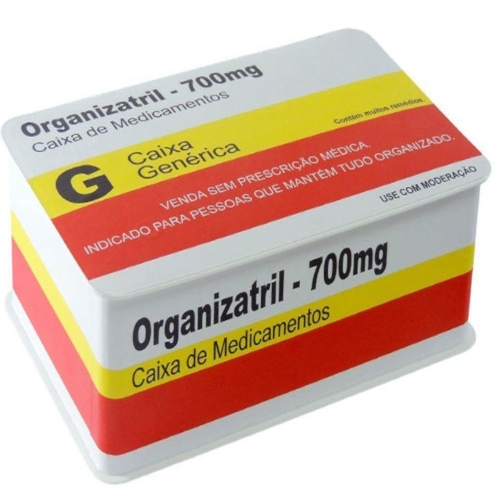 Organizatril - 700mg
Caixa de Medicamentos
G
Caixa
Genérica
Contém muitos remédios.
VENDA SEM PRESCRIÇÃO MÉDICA.
INDICADO PARA PESSOAS QUE MANTÉM TUDO ORGANIZADO.
USE COM MODERAÇÃO
Organizatril - 700mg
Caixa de Medicamentos